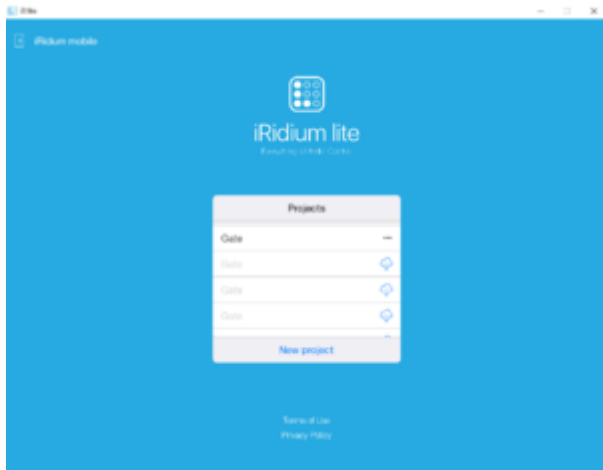 iRidium mobile
iRidium lite
Projects
Gate
Gate
Gate
Gate
New project
Terms of Use
Privacy Policy